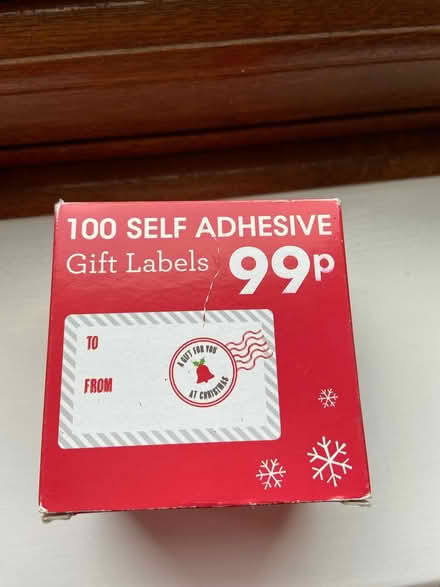 100 SELF ADHESIVE
Gift Labels 99p
TO
FROM
A GIFT FOR YOU
AT CHRISTMAS